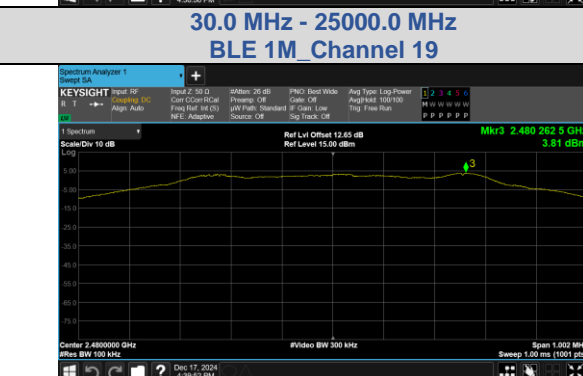 30.0 MHz - 25000.0 MHz
BLE 1M_Channel 19
Spectrum Analyzer 1
Swept SA
KEYSIGHT Input: RF Input Z: 50 Ω #Atten: 26 dB PNO: Best Wide Avg Type: Log-Power 1 2 3 4 5 6
R T Coupling: DC Corr CCorr RCal Preamp: Off Gate: Off Avg|Hold: 100/100 M W W W W W
Align: Auto Freq Ref: Int (S) µW Path: Standard IF Gain: Low Trig: Free Run
NFE: Adaptive Source: Off Sig Track: Off P P P P P P
1 Spectrum Ref Lvl Offset 12.65 dB Mkr3 2.480 262 5 GH
Scale/Div 10 dB Ref Level 15.00 dBm 3.81 dBm
Log
3
5.00
-5.00
-15.0
-25.0
-35.0
-45.0
-55.0
-65.0
-75.0
Center 2.4800000 GHz #Video BW 300 kHz Span 1.002 MH
#Res BW 100 kHz Sweep 1.00 ms (1001 pts
Dec 17, 2024
4:39:52 PM